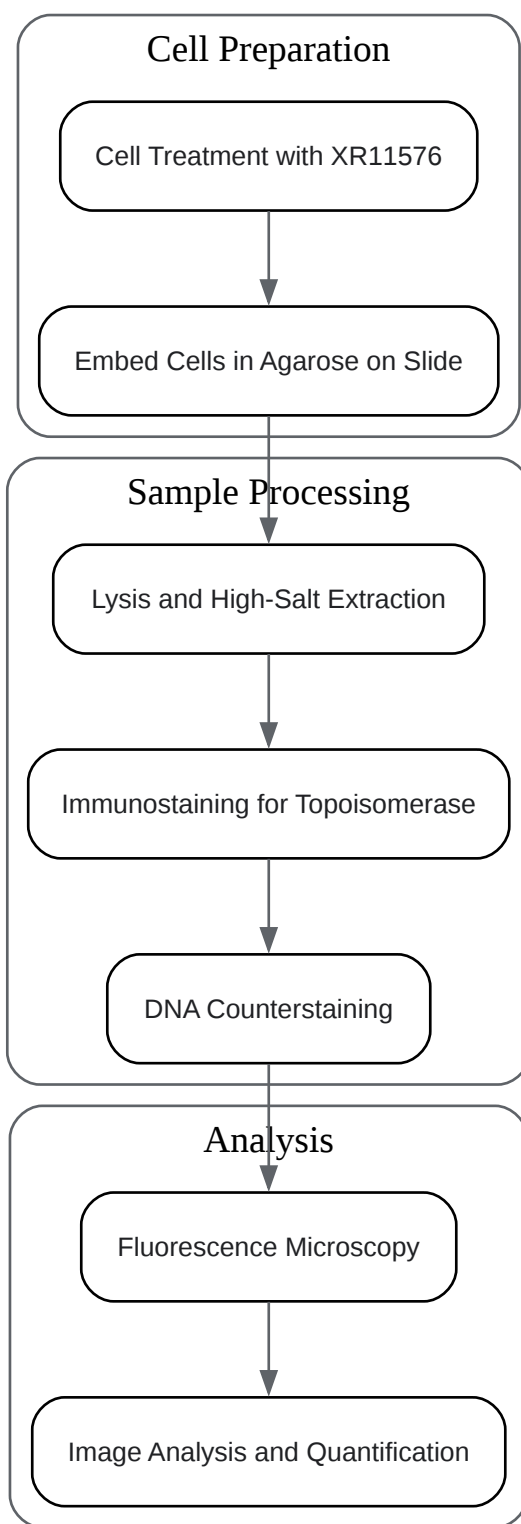 Cell Preparation
Cell Treatment with XR11576
Embed Cells in Agarose on Slide
Sample Processing
Lysis and High-Salt Extraction
Immunostaining for Topoisomerase
DNA Counterstaining
Analysis
Fluorescence Microscopy
Image Analysis and Quantification